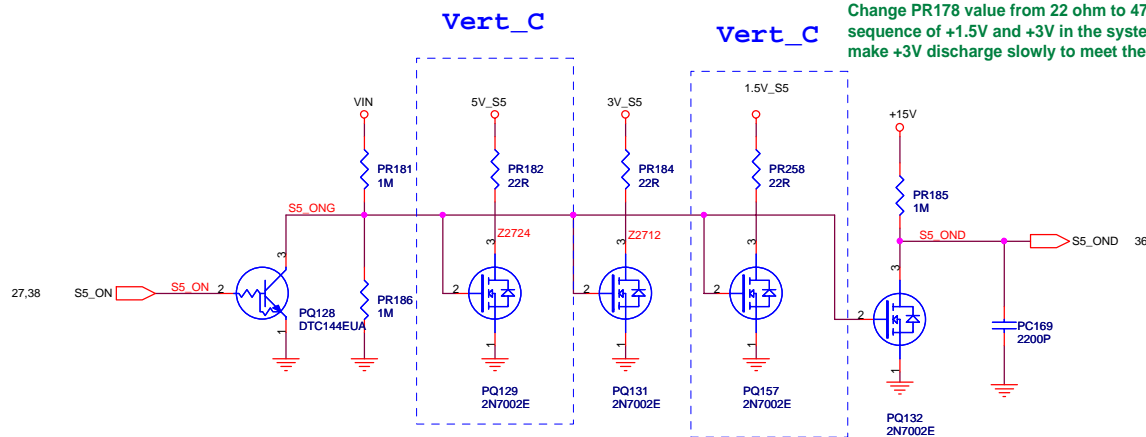 Change PR178 value from 22 ohm to 47
sequence of +1.5V and +3V in the syste
make +3V discharge slowly to meet the
Vert_C
Vert_C
VIN
5V_S5
3V_S5
1.5V_S5
+15V
PR181
1M
PR182
22R
PR184
22R
PR258
22R
PR185
1M
S5_ONG
Z2724
Z2712
S5_OND
S5_OND
36
3
3
3
3
3
27,38
S5_ON
S5_ON
2
2
2
2
2
PQ128
DTC144EUA
PR186
1M
PC169
2200P
1
1
1
1
1
PQ129
2N7002E
PQ131
2N7002E
PQ157
2N7002E
PQ132
2N7002E